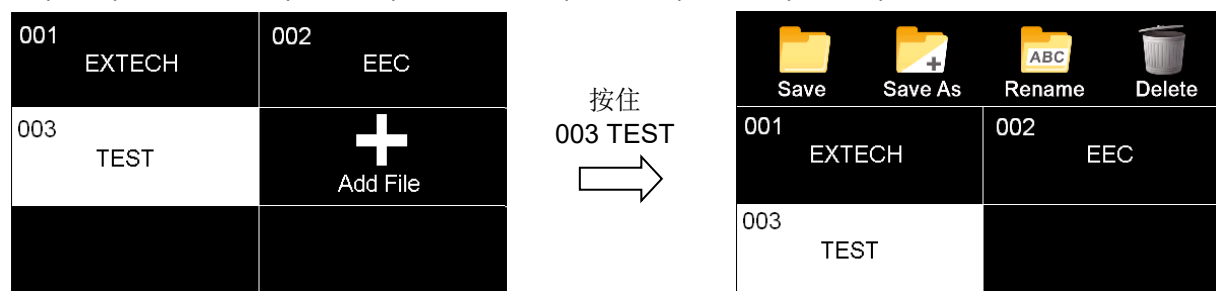 001
EXTECH
002
EEC
003
TEST
Add File
按住
003 TEST
Save
Save As
ABC
Rename
Delete
001
EXTECH
002
EEC
003
TEST